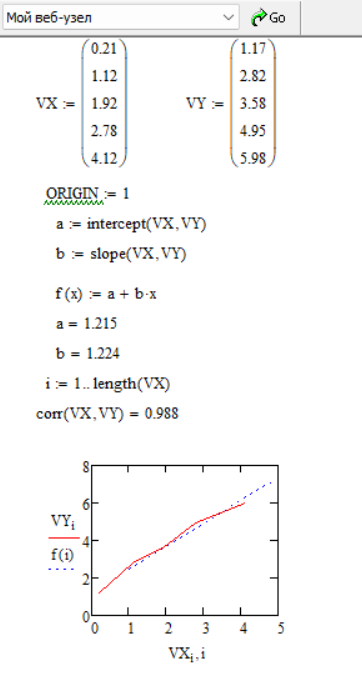 Мой веб-узел Go
VX := 0.21 1.12 1.92 2.78 4.12
VY := 1.17 2.82 3.58 4.95 5.98
ORIGIN := 1
a := intercept(VX,VY)
b := slope(VX,VY)
f(x) := a + b·x
a = 1.215
b = 1.224
i := 1..length(VX)
corr(VX,VY) = 0.988
8
6
4
2
0
VYᵢ
f(i)
0 1 2 3 4 5
VXᵢ,i